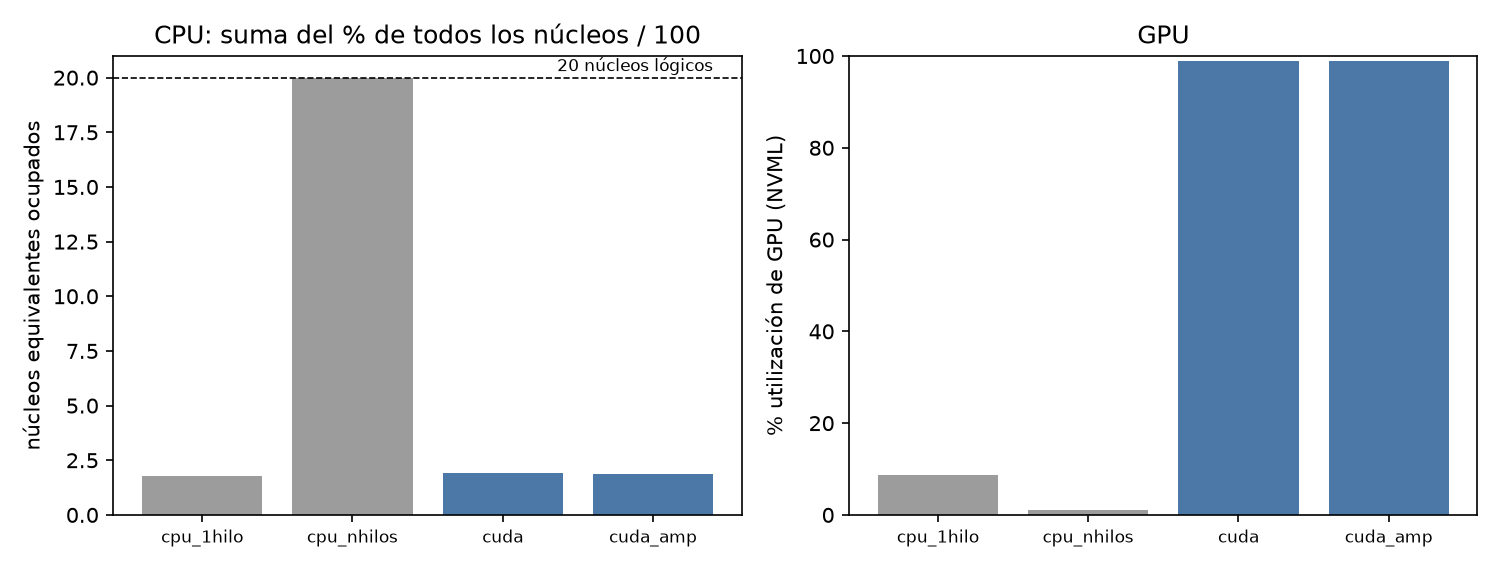 CPU: suma del % de todos los núcleos / 100
núcleos equivalentes ocupados
20.0
17.5
15.0
12.5
10.0
7.5
5.0
2.5
0.0
20 núcleos lógicos
cpu_1hilo
cpu_nhilos
cuda
cuda_amp
GPU
% utilización de GPU (NVML)
100
80
60
40
20
0
cpu_1hilo
cpu_nhilos
cuda
cuda_amp